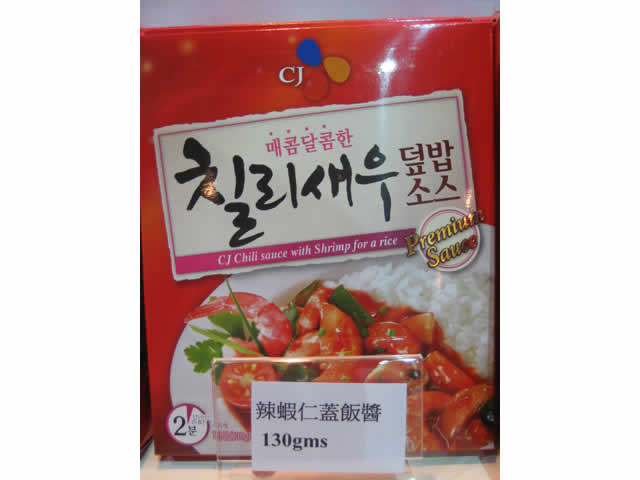 CJ
매콤달콤한
칠리새우
덮밥
소스
CJ Chili sauce with Shrimp for a rice
Premium
Sauce
2분
辣蝦仁蓋飯醬
130gms